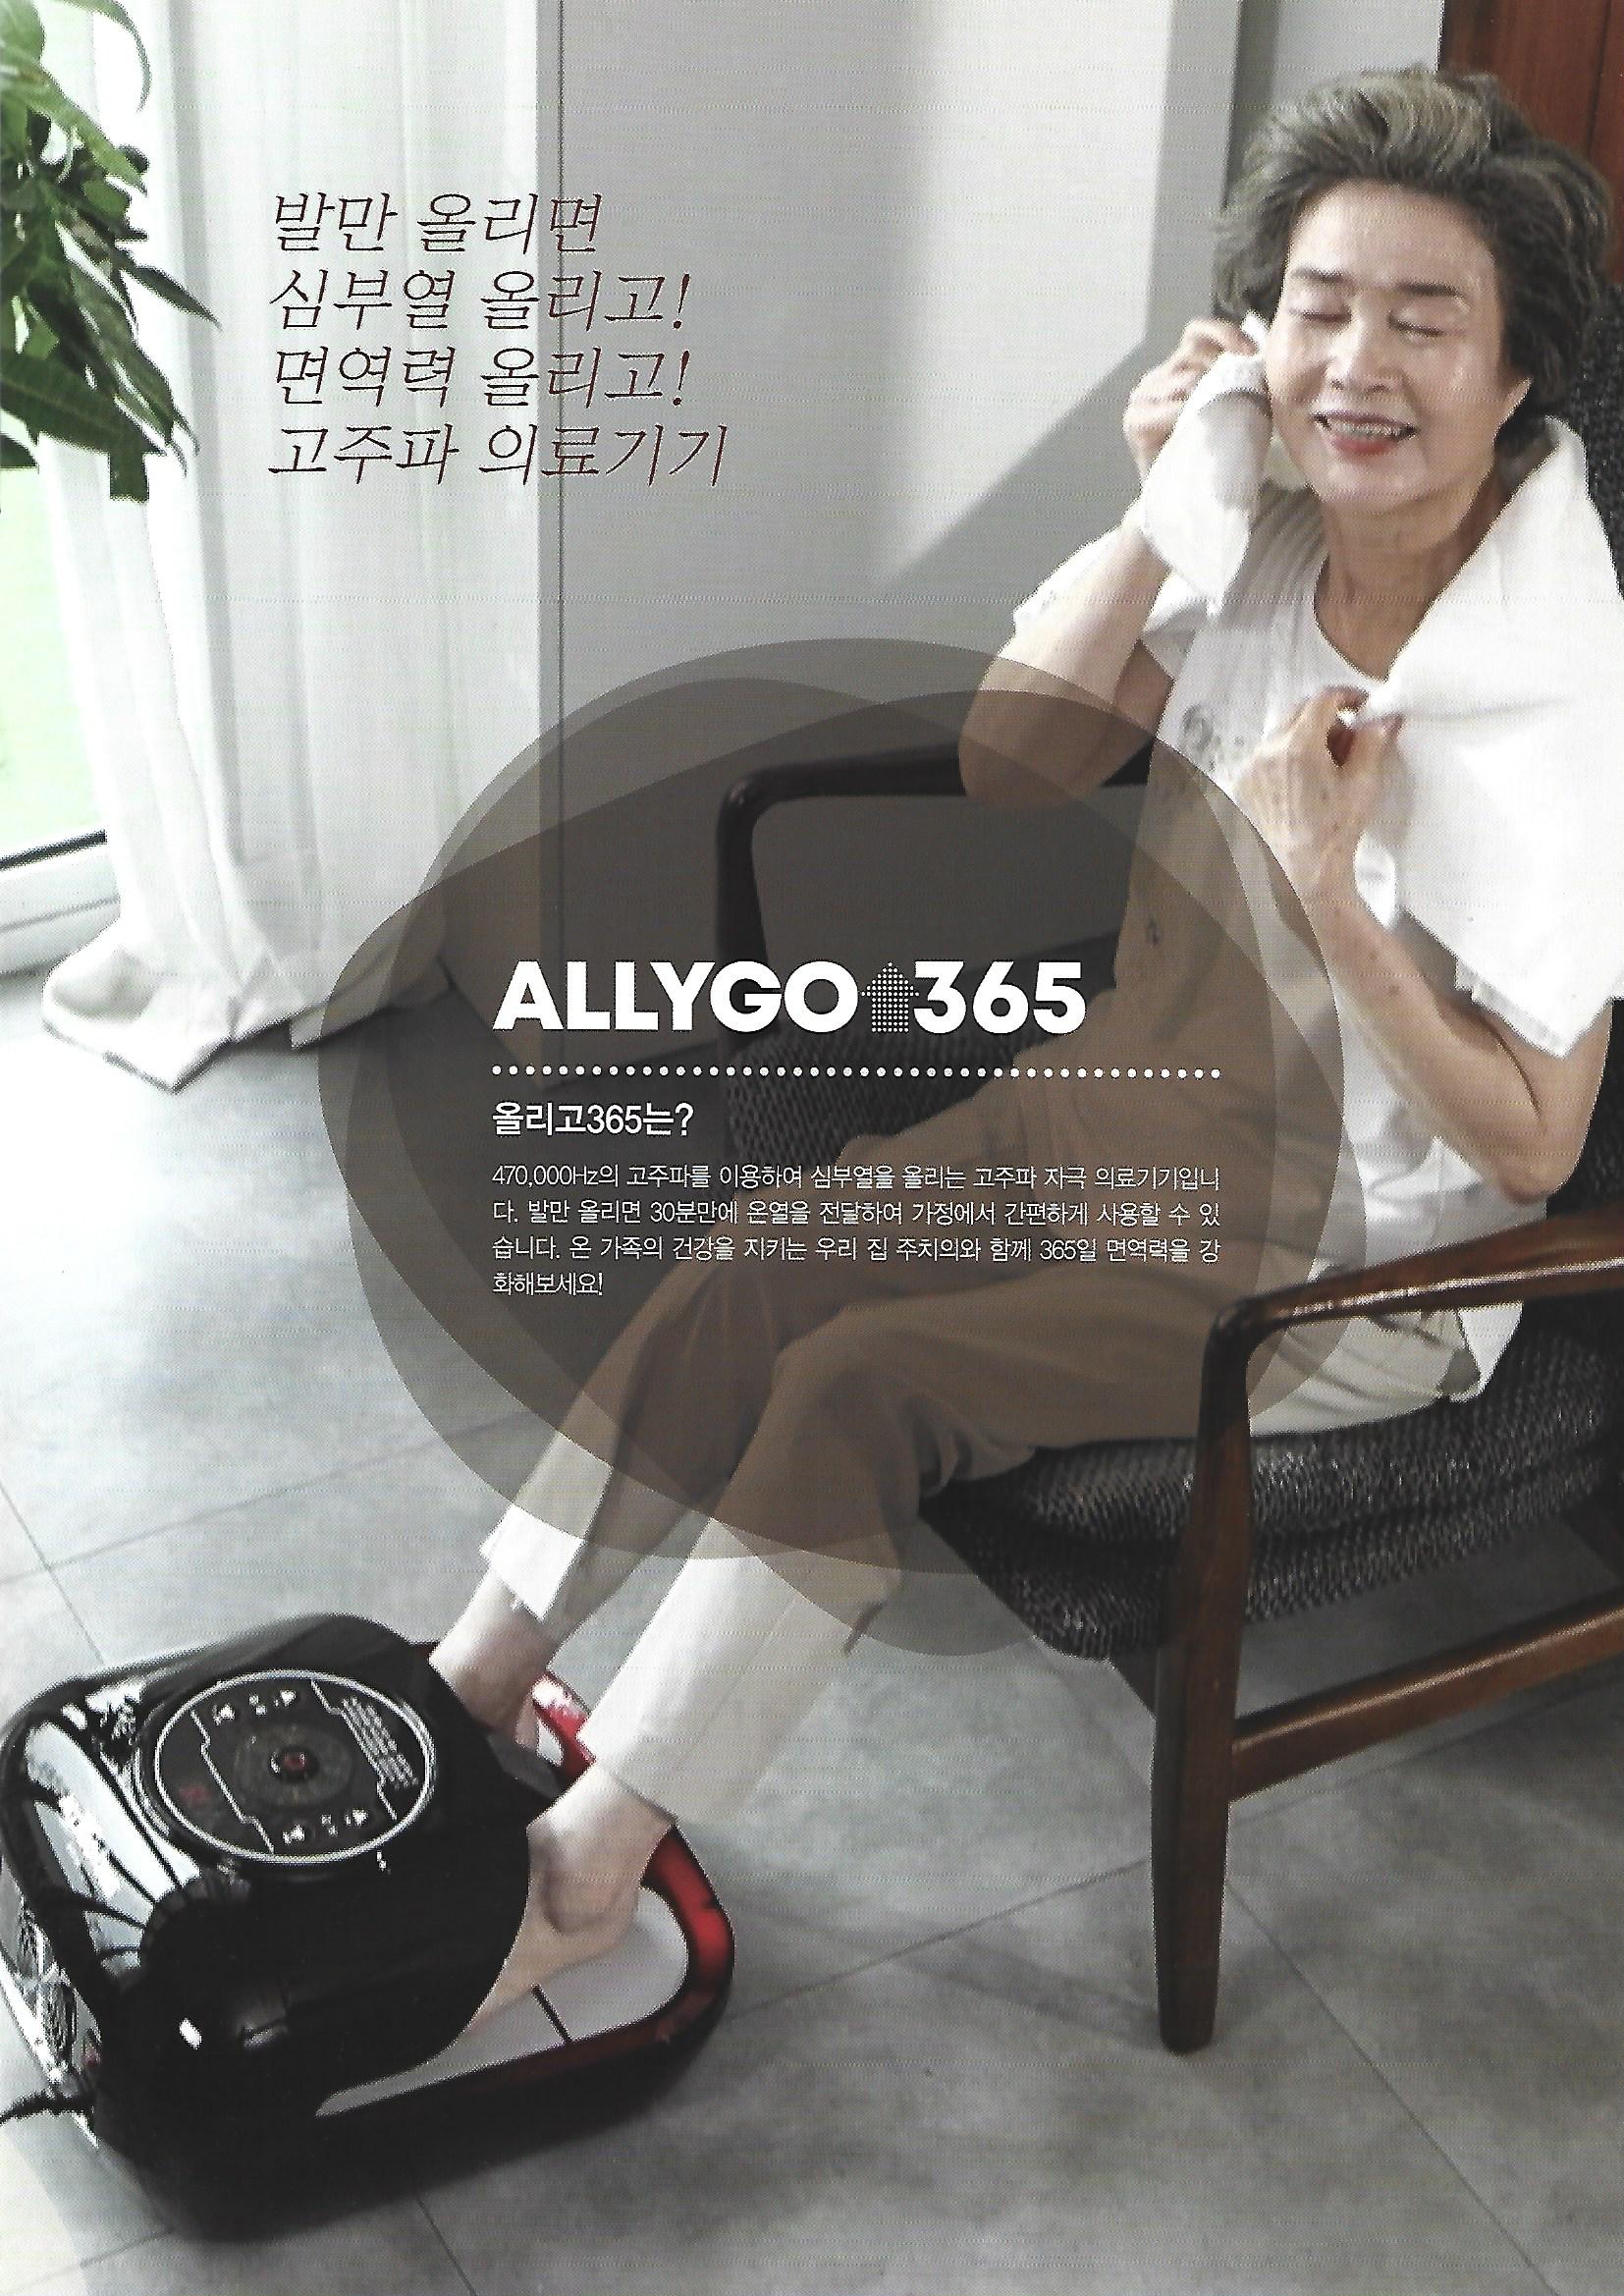 발만 올리면
심부열 올리고!
면역력 올리고!
고주파 의료기기
ALLYGO 365
올리고365는?
470,000Hz의 고주파를 이용하여 심부열을 올리는 고주파 자극 의료기기입니
다. 발만 올리면 30분만에 온열을 전달하여 가정에서 간편하게 사용할 수 있
습니다. 온 가족의 건강을 지키는 우리 집 주치의와 함께 365일 면역력을 강
화해보세요!